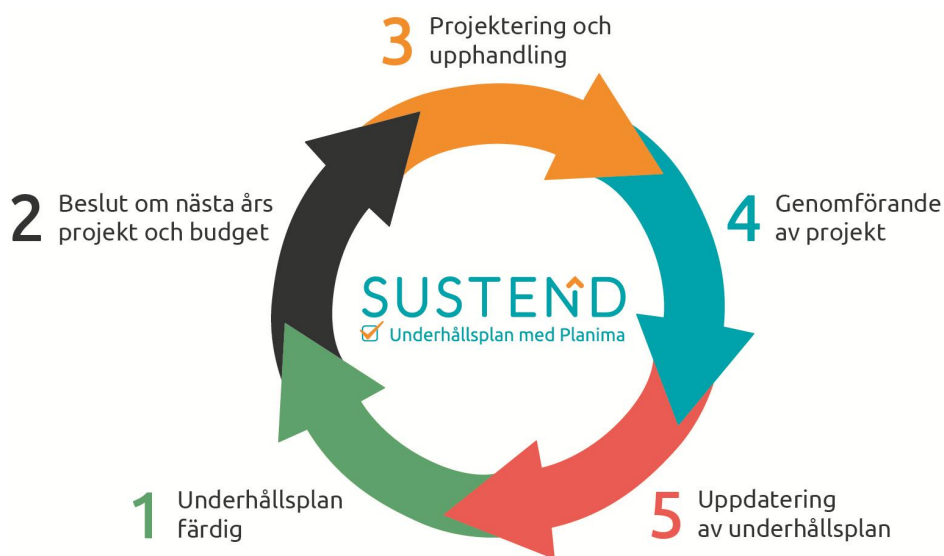 3 Projektering och
upphandling
2 Beslut om nästa års
projekt och budget
4 Genomförande
av projekt
SUSTEND
Underhållsplan med Planima
1 Underhållsplan
färdig
5 Uppdatering
av underhållsplan